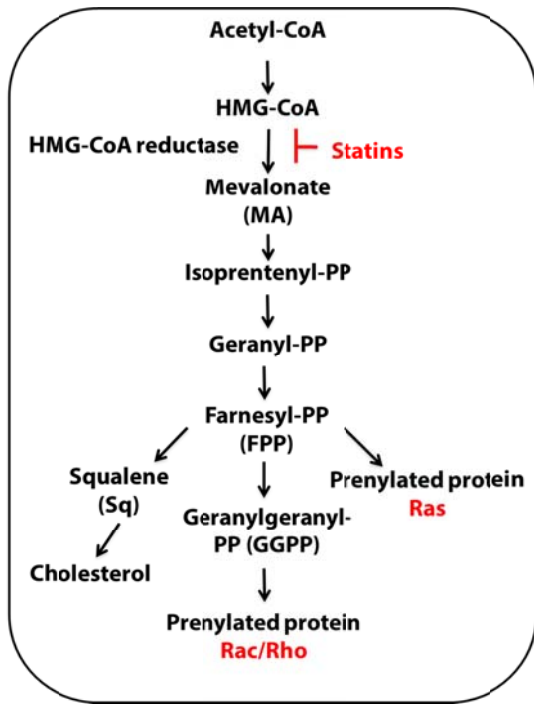 Acetyl-CoA
HMG-CoA
HMG-CoA reductase
Statins
Mevalonate
(MA)
Isoprentenyl-PP
Geranyl-PP
Farnesyl-PP
(FPP)
Squalene
(Sq)
Prenylated protein
Ras
Geranylgeranyl-
PP (GGPP)
Cholesterol
Prenylated protein
Rac/Rho